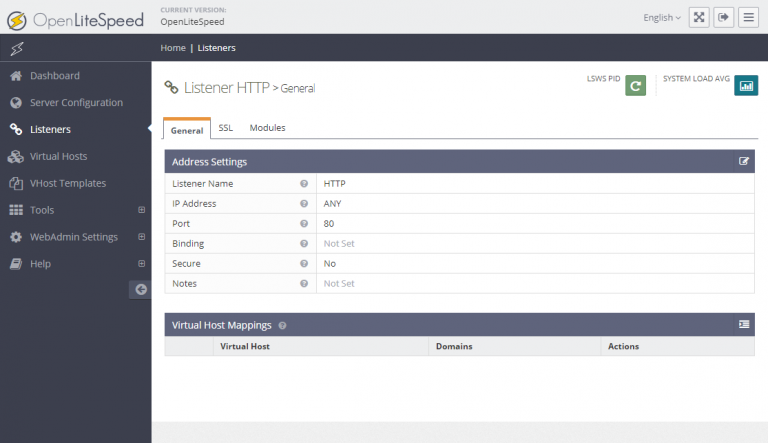 OpenLiteSpeed
CURRENT VERSION:
OpenLiteSpeed
English
Home | Listeners
Dashboard
Server Configuration
Listeners
Virtual Hosts
VHost Templates
Tools
WebAdmin Settings
Help
Listener HTTP > General
LSWS PID
SYSTEM LOAD AVG
General SSL Modules
Address Settings
Listener Name HTTP
IP Address ANY
Port 80
Binding Not Set
Secure No
Notes Not Set
Virtual Host Mappings
Virtual Host Domains Actions